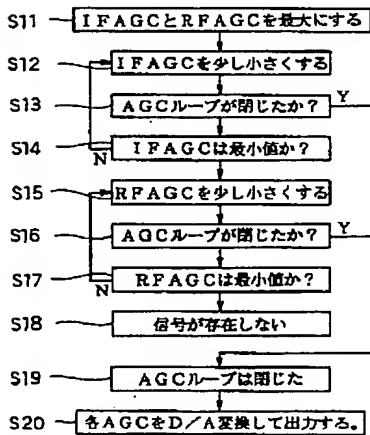 S11 IFAGCとRFAGCを最大にする
S12 IFAGCを少し小さくする
S13 AGCループが閉じたか? Y
S14 IFAGCは最小値か?
N
S15 RFAGCを少し小さくする
S16 AGCループが閉じたか? Y
S17 RFAGCは最小値か?
N
S18 信号が存在しない
S19 AGCループは閉じた
S20 各AGCをD/A変換して出力する。